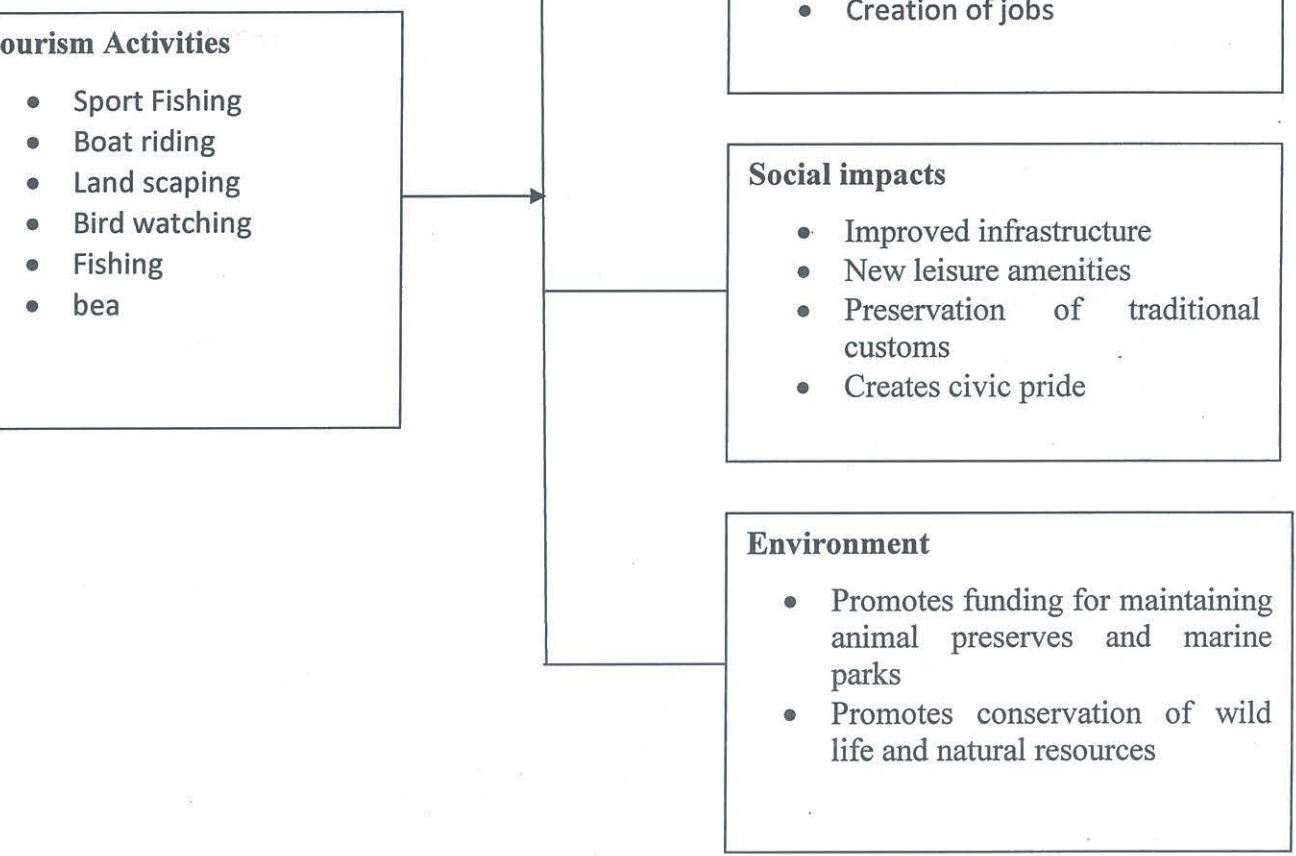 ourism Activities
• Sport Fishing
• Boat riding
• Land scaping
• Bird watching
• Fishing
• bea
• Creation of jobs
Social impacts
• Improved infrastructure
• New leisure amenities
• Preservation of traditional
customs
• Creates civic pride
Environment
• Promotes funding for maintaining
animal preserves and marine
parks
• Promotes conservation of wild
life and natural resources